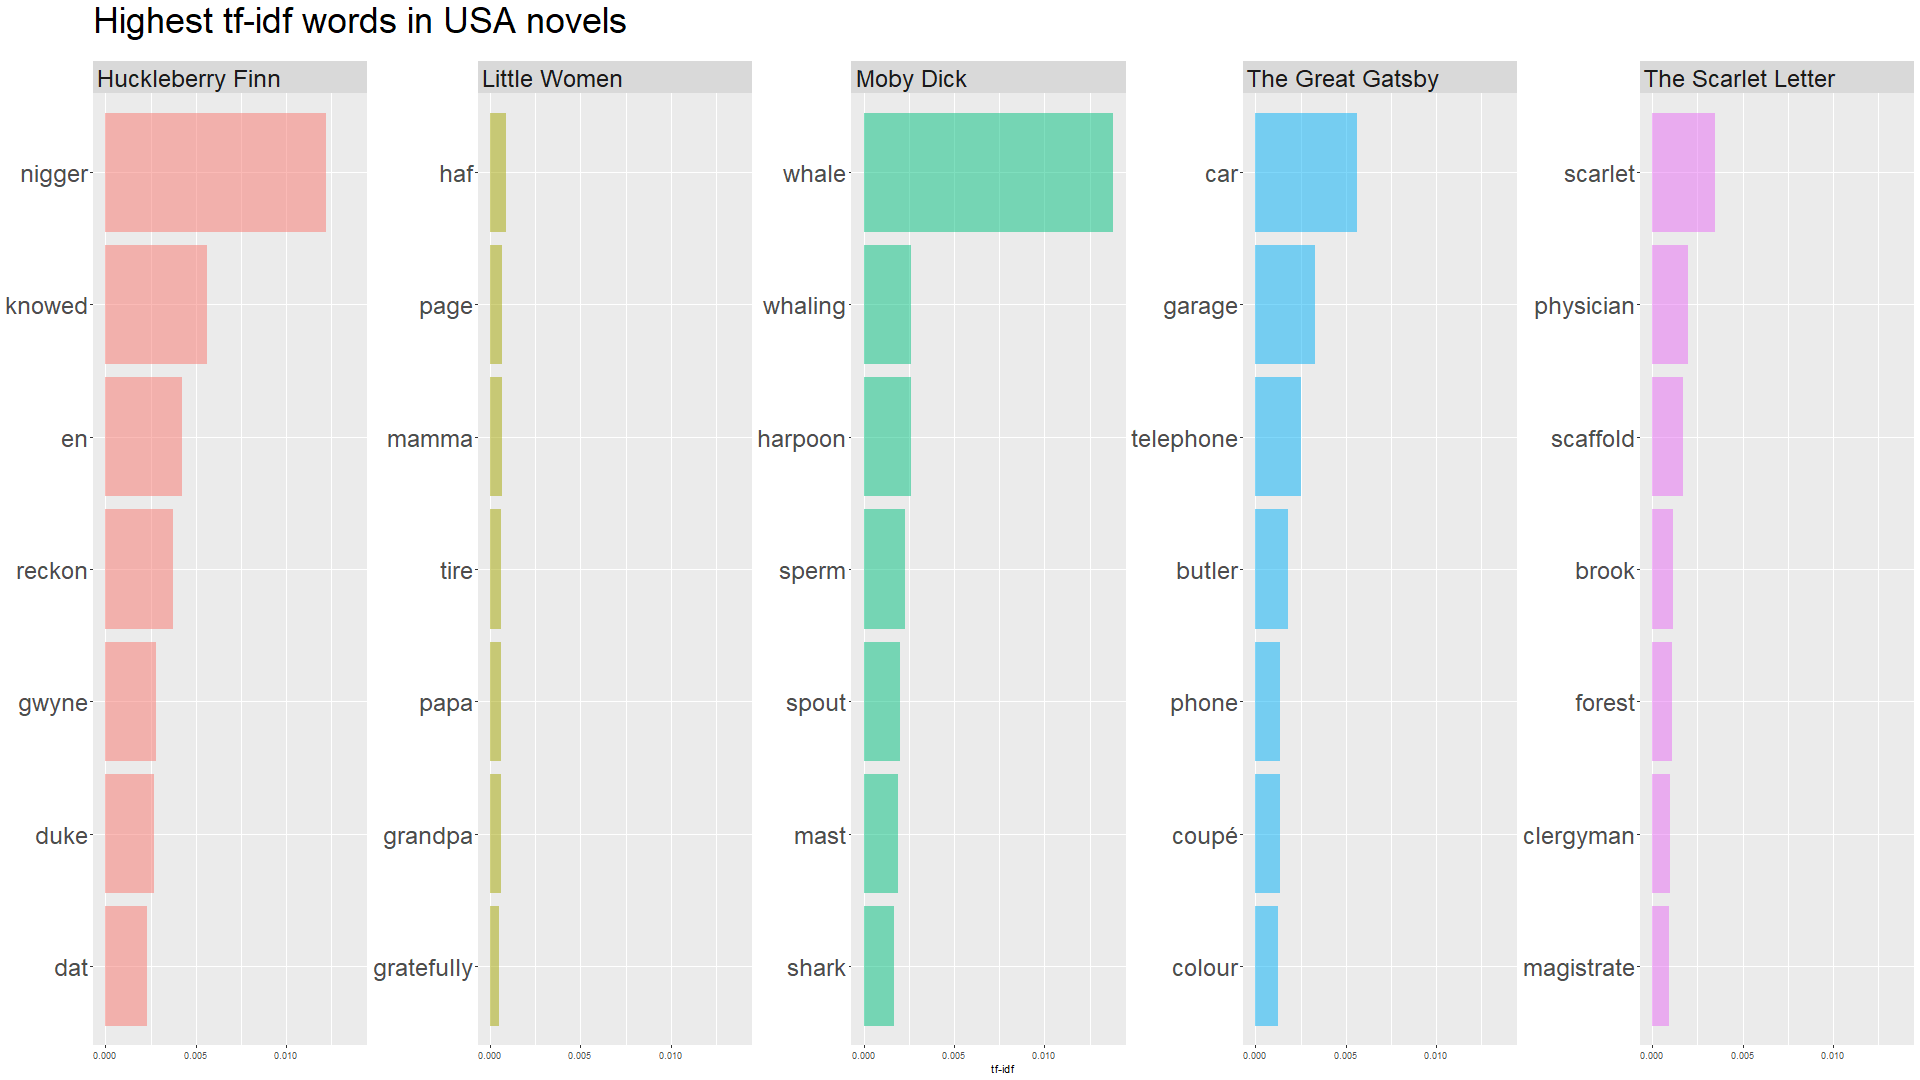 Highest tf-idf words in USA novels
Huckleberry Finn
nigger
knowed
en
reckon
gwyne
duke
dat
0.000 0.005 0.010
Little Women
haf
page
mamma
tire
papa
grandpa
gratefully
0.000 0.005 0.010
Moby Dick
whale
whaling
harpoon
sperm
spout
mast
shark
0.000 0.005 0.010
The Great Gatsby
car
garage
telephone
butler
phone
coupé
colour
0.000 0.005 0.010
The Scarlet Letter
scarlet
physician
scaffold
brook
forest
clergyman
magistrate
0.000 0.005 0.010
tf-idf